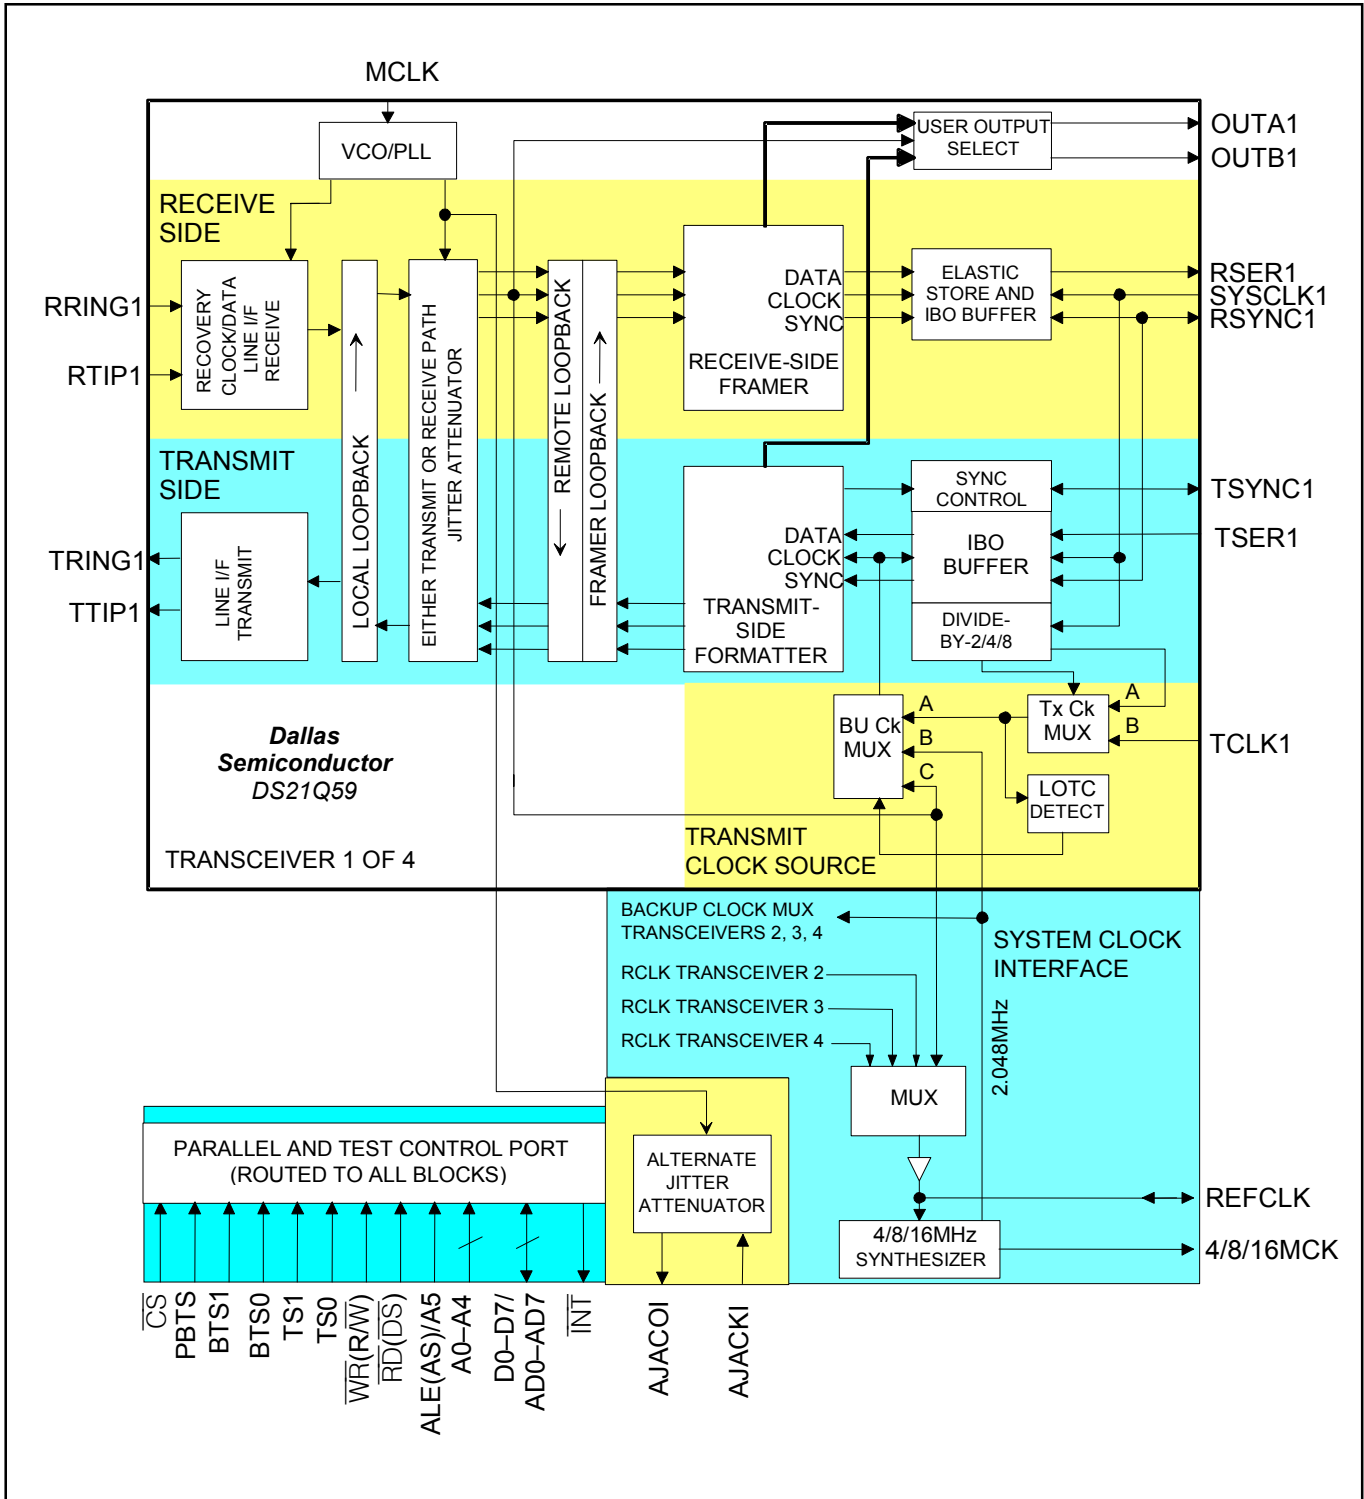 MCLK
VCO/PLL
USER OUTPUT
SELECT
OUTA1
OUTB1
RECEIVE
SIDE
RRING1
RTIP1
RECOVERY
CLOCK/DATA
LINE I/F
RECEIVE
LOCAL LOOPBACK
EITHER TRANSMIT OR RECEIVE PATH
JITTER ATTENUATOR
REMOTE LOOPBACK
FRAMER LOOPBACK
DATA
CLOCK
SYNC
RECEIVE-SIDE
FRAMER
ELASTIC
STORE AND
IBO BUFFER
RSER1
SYSCLK1
RSYNC1
TRANSMIT
SIDE
TRING1
TTIP1
LINE I/F
TRANSMIT
DATA
CLOCK
SYNC
TRANSMIT-
SIDE
FORMATTER
SYNC
CONTROL
IBO
BUFFER
DIVIDE-
BY-2/4/8
TSYNC1
TSER1
Dallas
Semiconductor
DS21Q59
TRANSCEIVER 1 OF 4
BU Ck
MUX
A
B
C
Tx Ck
MUX
A
B
TCLK1
LOTC
DETECT
TRANSMIT
CLOCK SOURCE
BACKUP CLOCK MUX
TRANSCEIVERS 2, 3, 4
SYSTEM CLOCK
INTERFACE
RCLK TRANSCEIVER 2
RCLK TRANSCEIVER 3
RCLK TRANSCEIVER 4
2.048MHz
MUX
PARALLEL AND TEST CONTROL PORT
(ROUTED TO ALL BLOCKS)
ALTERNATE
JITTER
ATTENUATOR
REFCLK
4/8/16MHz
SYNTHESIZER
4/8/16MCK
C̅S̅
PBTS
BTS1
BTS0
TS1
TS0
W̅R̅(R/W̅)
R̅D̅(D̅S̅)
ALE(AS)/A5
A0–A4
D0–D7/
AD0–AD7
I̅N̅T̅
AJACOI
AJACKI